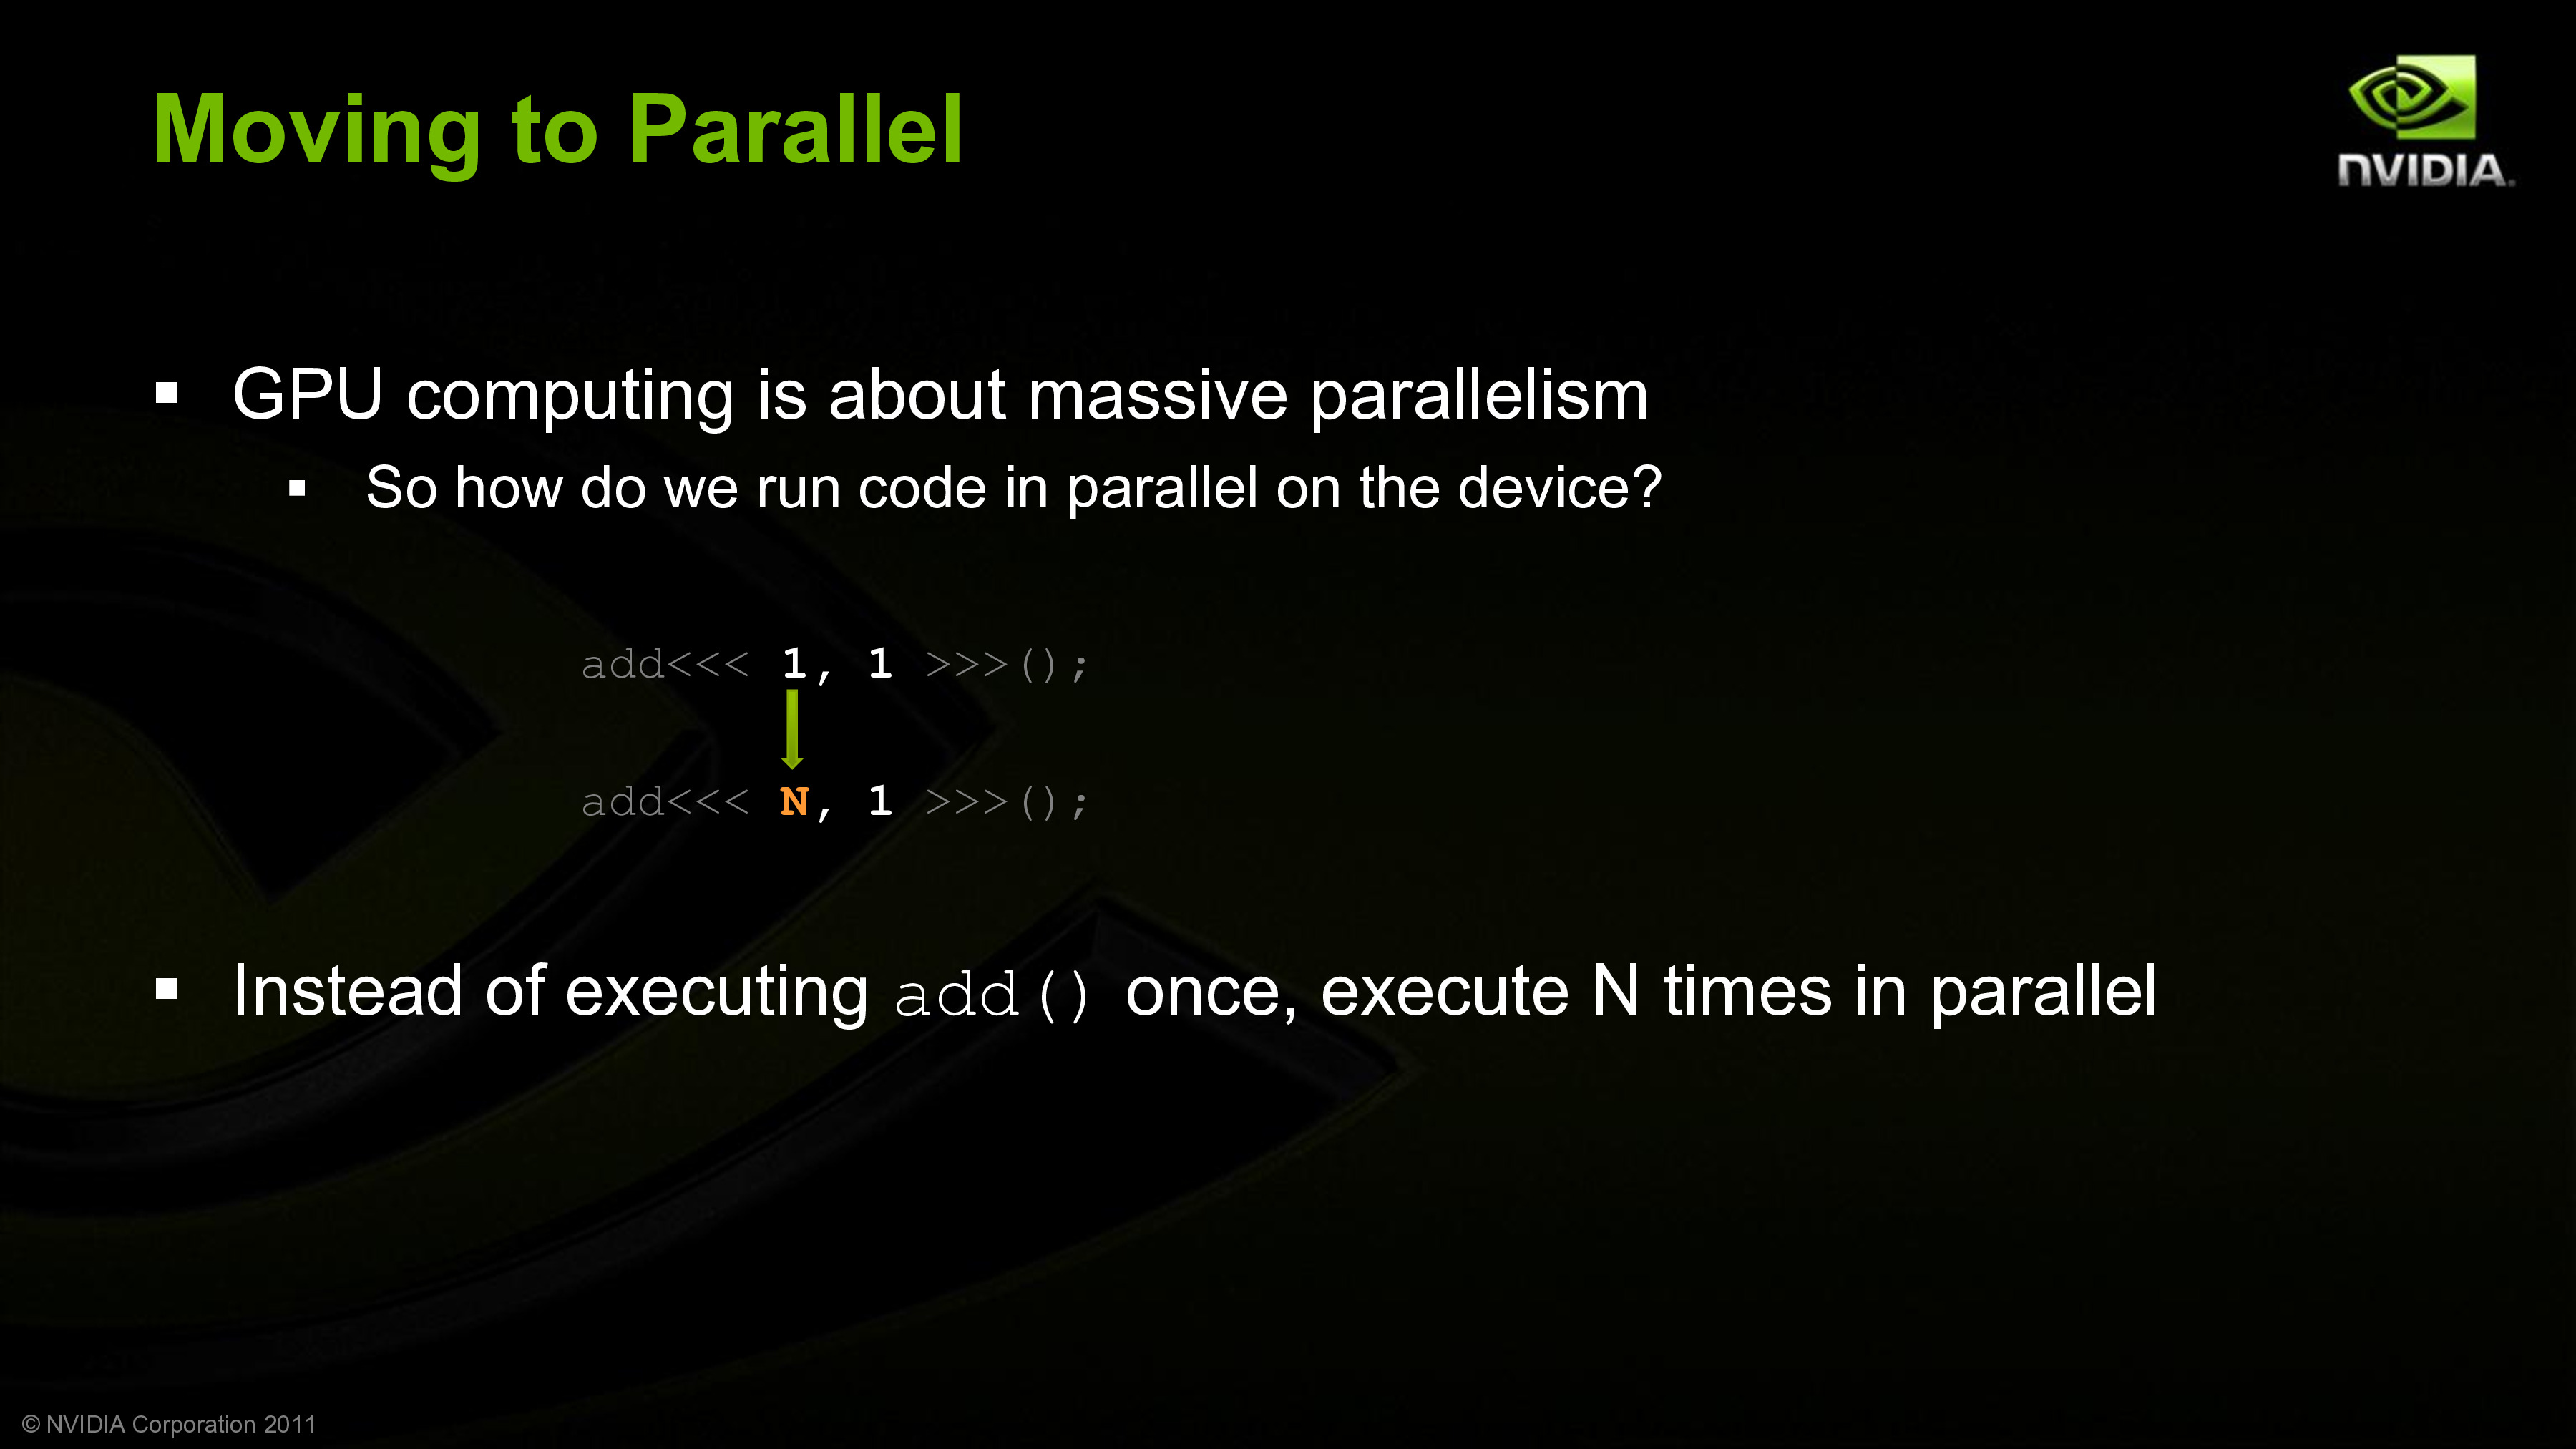 Moving to Parallel
NVIDIA.
▪ GPU computing is about massive parallelism
▪ So how do we run code in parallel on the device?
add<<< 1, 1 >>>();
add<<< N, 1 >>>();
▪ Instead of executing add() once, execute N times in parallel
© NVIDIA Corporation 2011